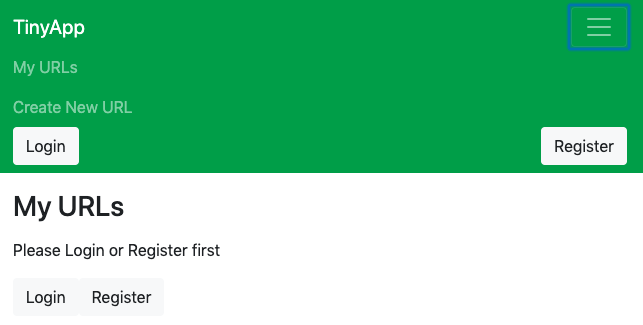 TinyApp
My URLs
Create New URL
Login Register
My URLs
Please Login or Register first
Login Register